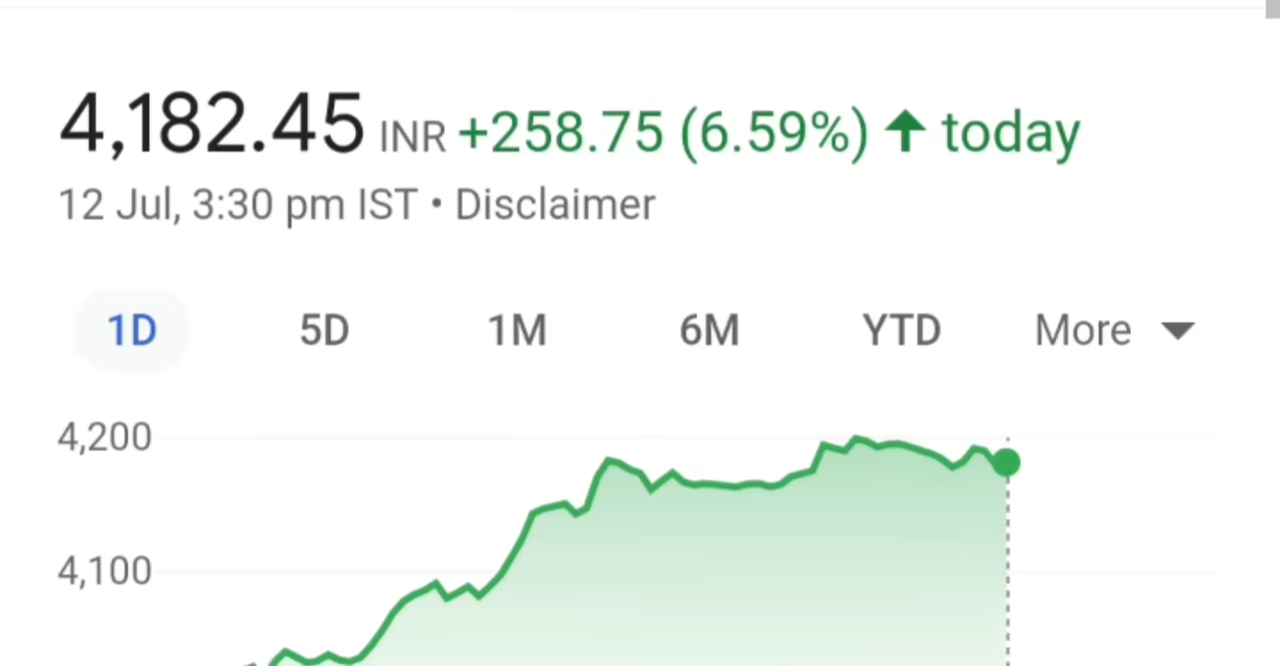 4,182.45 INR +258.75 (6.59%) ↑ today
12 Jul, 3:30 pm IST • Disclaimer
1D 5D 1M 6M YTD More
4,200
4,100